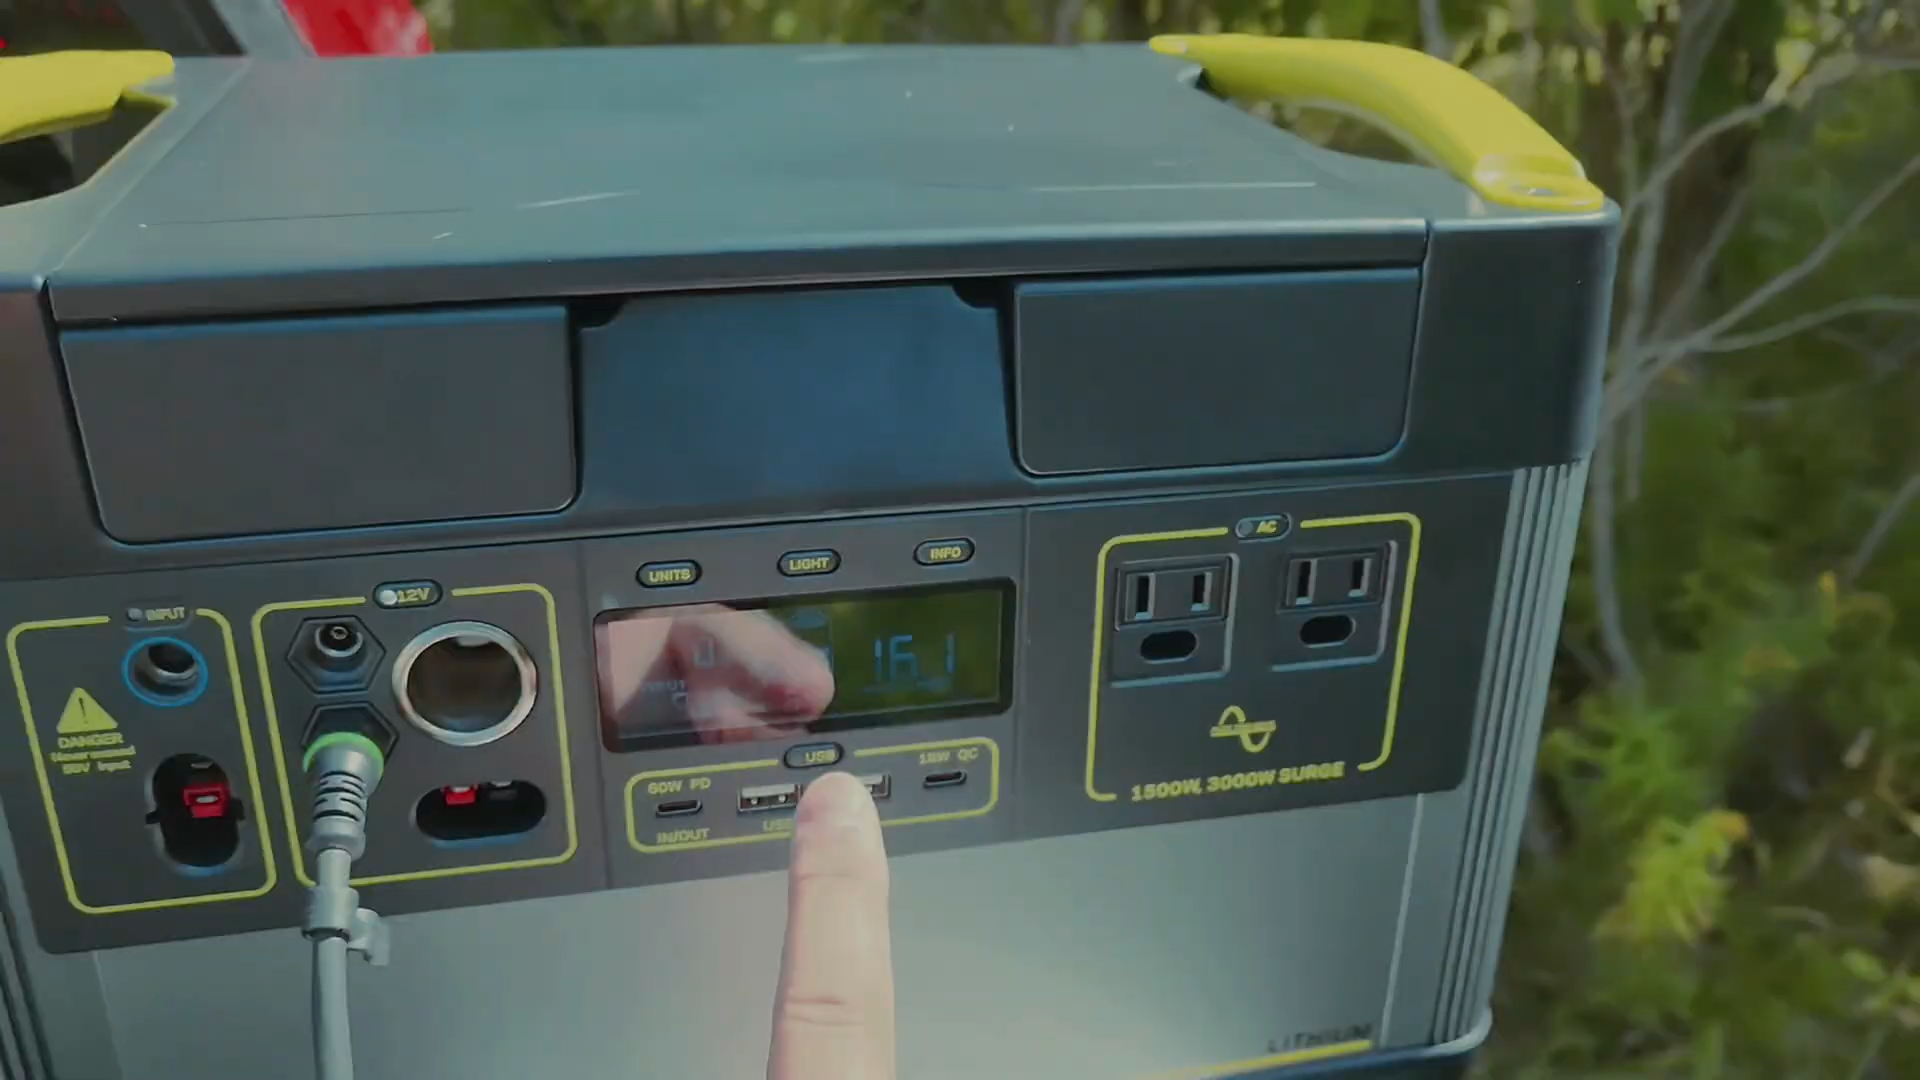 UNITS
LIGHT
INFO
AC
INPUT
12V
16.1
DANGER
USB
60W PD
18W QC
IN/OUT
1500W, 3000W SURGE
LITHIUM